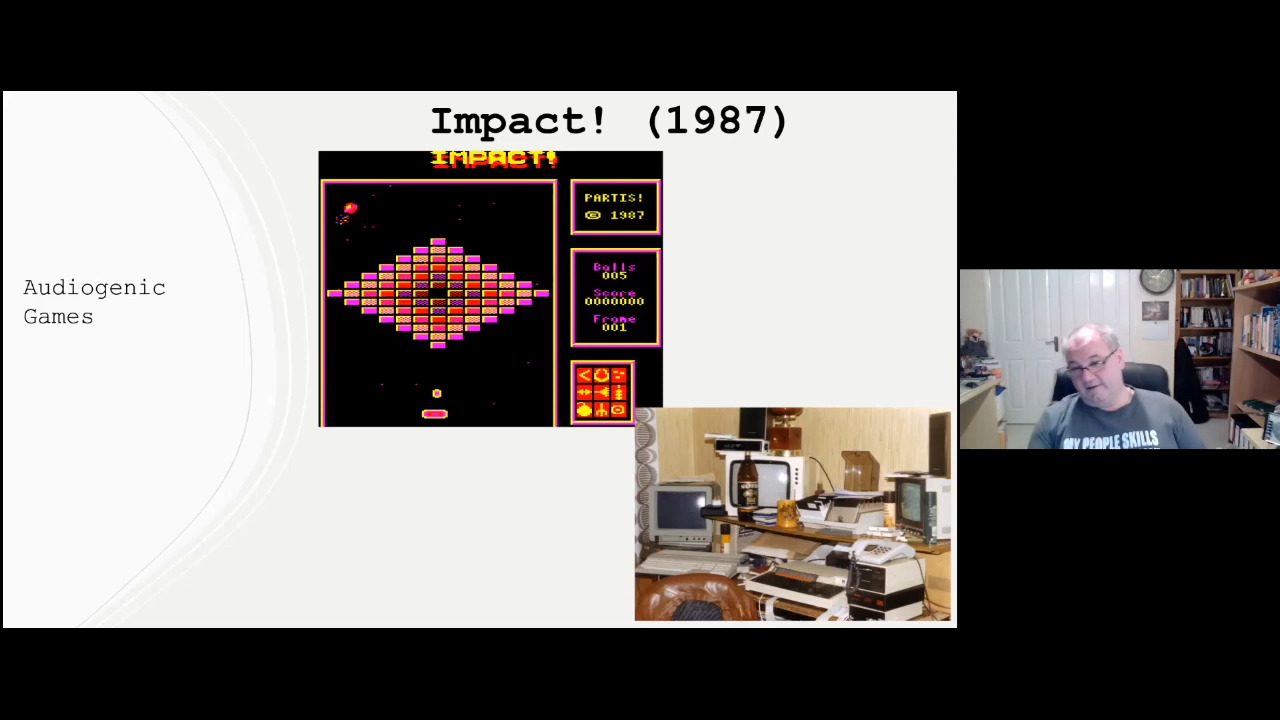 Impact! (1987)
IMPACT!
PARTIS!
© 1987
Balls
005
Score
0000000
Frame
001
Audiogenic
Games
MY PEOPLE SKILLS